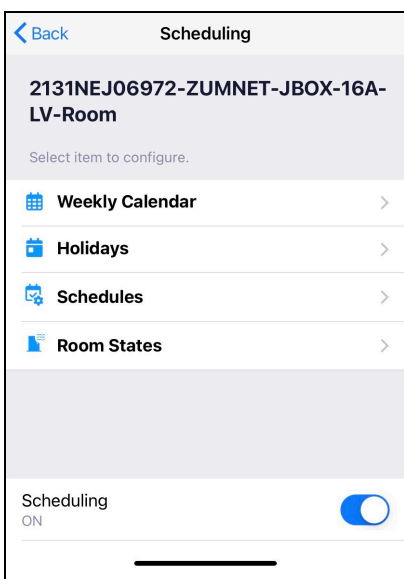 Back
Scheduling
2131NEJ06972-ZUMNET-JBOX-16A-
LV-Room
Select item to configure.
Weekly Calendar
Holidays
Schedules
Room States
Scheduling
ON